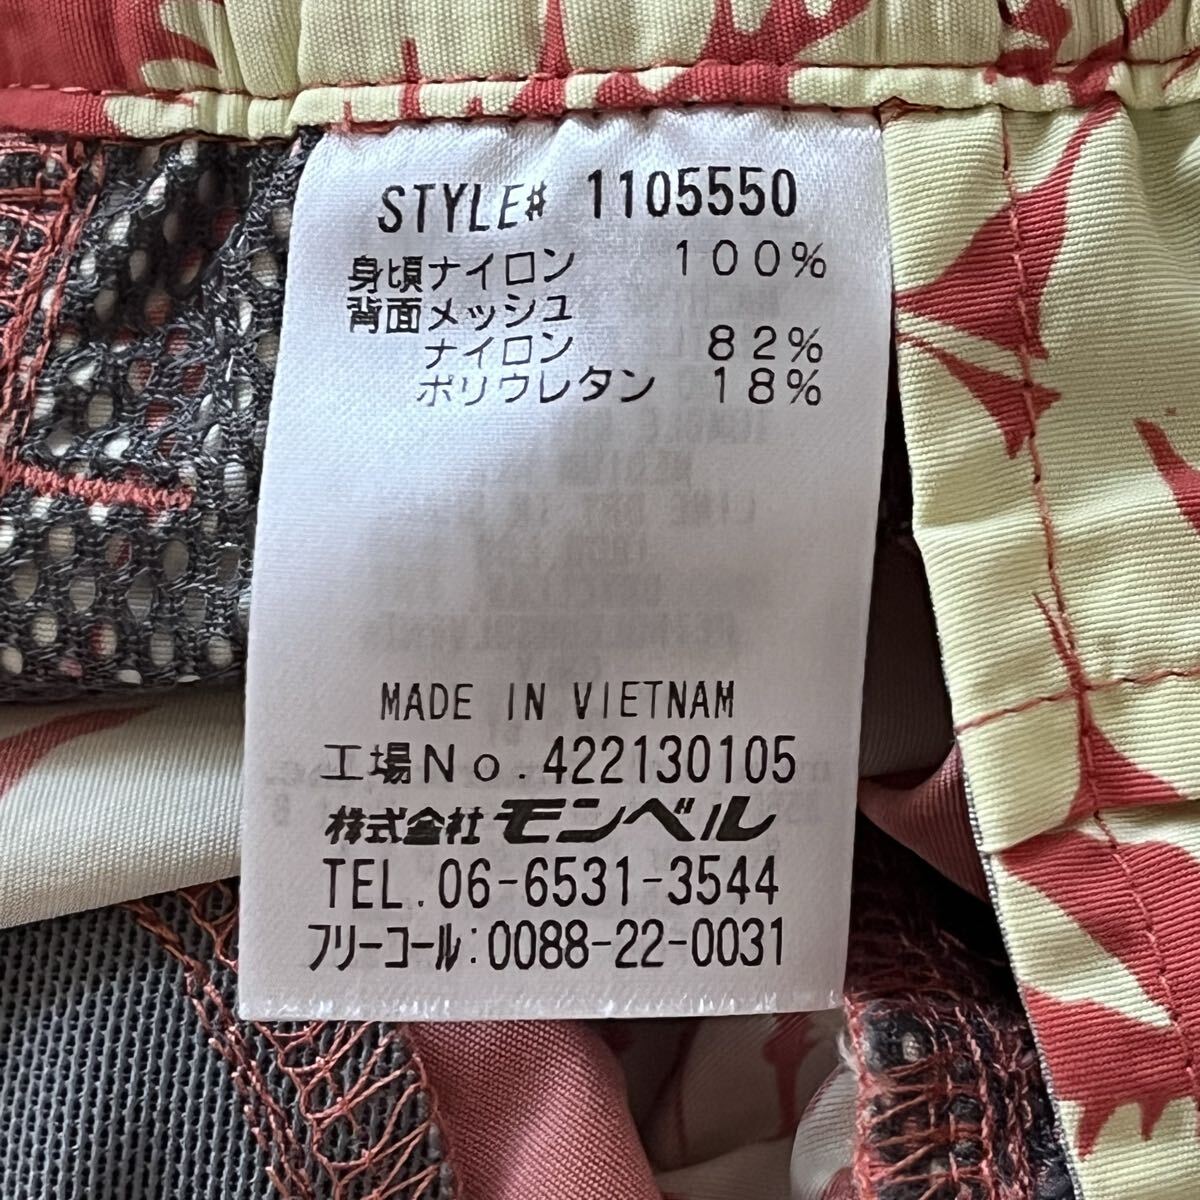 STYLE# 1105550
身頃ナイロン 100%
背面メッシュ
ナイロン 82%
ポリウレタン 18%
MADE IN VIETNAM
工場No.422130105
株式会社モンベル
TEL.06-6531-3544
フリーコール:0088-22-0031